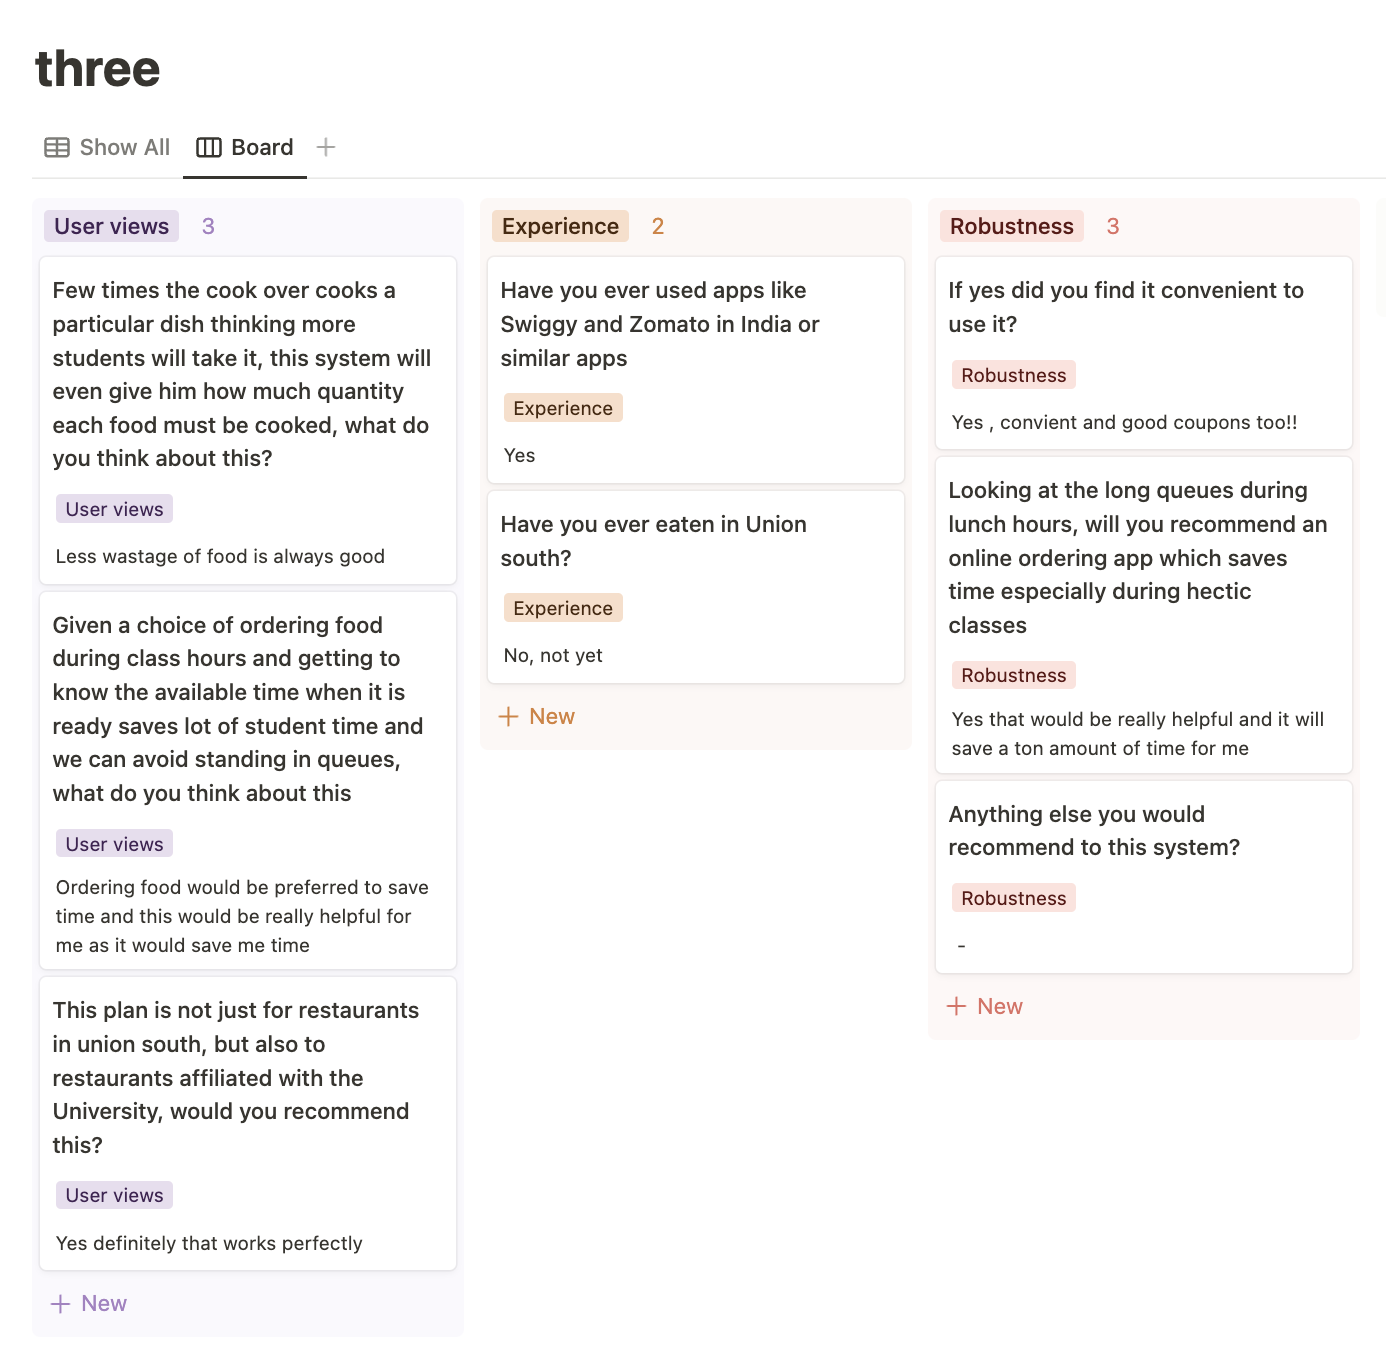 three
Show All
Board
User views 3
Few times the cook over cooks a
particular dish thinking more
students will take it, this system will
even give him how much quantity
each food must be cooked, what do
you think about this?
User views
Less wastage of food is always good
Given a choice of ordering food
during class hours and getting to
know the available time when it is
ready saves lot of student time and
we can avoid standing in queues,
what do you think about this
User views
Ordering food would be preferred to save
time and this would be really helpful for
me as it would save me time
This plan is not just for restaurants
in union south, but also to
restaurants affiliated with the
University, would you recommend
this?
User views
Yes definitely that works perfectly
+ New
Experience 2
Have you ever used apps like
Swiggy and Zomato in India or
similar apps
Experience
Yes
Have you ever eaten in Union
south?
Experience
No, not yet
+ New
Robustness 3
If yes did you find it convenient to
use it?
Robustness
Yes , convient and good coupons too!!
Looking at the long queues during
lunch hours, will you recommend an
online ordering app which saves
time especially during hectic
classes
Robustness
Yes that would be really helpful and it will
save a ton amount of time for me
Anything else you would
recommend to this system?
Robustness
-
+ New